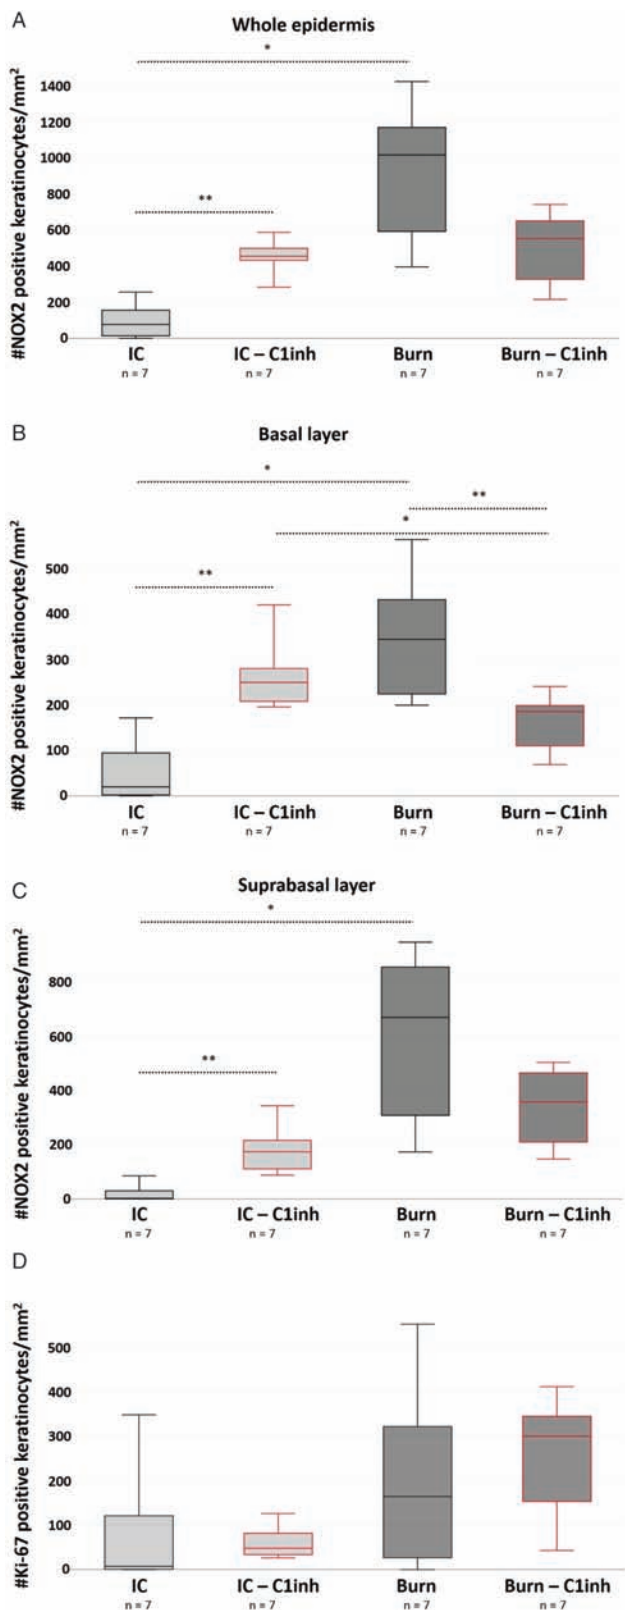 A
Whole epidermis
*
**
#NOX2 positive keratinocytes/mm²
1400
1200
1000
800
600
400
200
0
IC
IC – C1inh
Burn
Burn – C1inh
n = 7
n = 7
n = 7
n = 7
B
Basal layer
*
**
*
**
#NOX2 positive keratinocytes/mm²
500
400
300
200
100
0
IC
IC – C1inh
Burn
Burn – C1inh
n = 7
n = 7
n = 7
n = 7
C
Suprabasal layer
*
**
#NOX2 positive keratinocytes/mm²
800
600
400
200
0
IC
IC – C1inh
Burn
Burn – C1inh
n = 7
n = 7
n = 7
n = 7
D
#Ki-67 positive keratinocytes/mm²
500
400
300
200
100
0
IC
IC – C1inh
Burn
Burn – C1inh
n = 7
n = 7
n = 7
n = 7